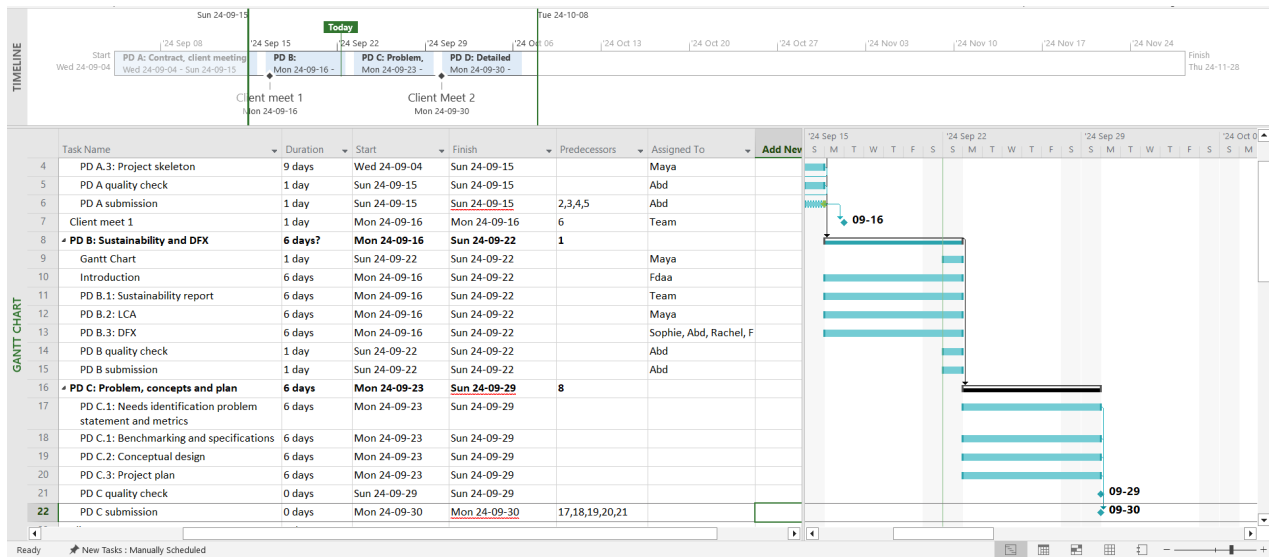 Sun 24-09-15
Tue 24-10-08
Today
'24 Sep 08 '24 Sep 15 '24 Sep 22 '24 Sep 29 '24 Oct 06 '24 Oct 13 '24 Oct 20 '24 Oct 27 '24 Nov 03 '24 Nov 10 '24 Nov 17 '24 Nov 24
Start
Wed 24-09-04
PD A: Contract, client meeting
Wed 24-09-04 - Sun 24-09-15
PD B:
Mon 24-09-16 -
PD C: Problem,
Mon 24-09-23 -
PD D: Detailed
Mon 24-09-30 -
Finish
Thu 24-11-28
Client meet 1
Mon 24-09-16
Client Meet 2
Mon 24-09-30
TIMELINE
GANTT CHART
Task Name Duration Start Finish Predecessors Assigned To Add New
'24 Sep 15 '24 Sep 22 '24 Sep 29 '24 Oct 0
S M T W T F S S M T W T F S S M T W T F S S M
4 PD A.3: Project skeleton 9 days Wed 24-09-04 Sun 24-09-15 Maya
5 PD A quality check 1 day Sun 24-09-15 Sun 24-09-15 Abd
6 PD A submission 1 day Sun 24-09-15 Sun 24-09-15 2,3,4,5 Abd
7 Client meet 1 1 day Mon 24-09-16 Mon 24-09-16 6 Team 09-16
8 PD B: Sustainability and DFX 6 days? Mon 24-09-16 Sun 24-09-22 1
9 Gantt Chart 1 day Sun 24-09-22 Sun 24-09-22 Maya
10 Introduction 6 days Mon 24-09-16 Sun 24-09-22 Fdaa
11 PD B.1: Sustainability report 6 days Mon 24-09-16 Sun 24-09-22 Team
12 PD B.2: LCA 6 days Mon 24-09-16 Sun 24-09-22 Maya
13 PD B.3: DFX 6 days Mon 24-09-16 Sun 24-09-22 Sophie, Abd, Rachel, F
14 PD B quality check 1 day Sun 24-09-22 Sun 24-09-22 Abd
15 PD B submission 1 day Sun 24-09-22 Sun 24-09-22 Abd
16 PD C: Problem, concepts and plan 6 days Mon 24-09-23 Sun 24-09-29 8
17 PD C.1: Needs identification problem 6 days Mon 24-09-23 Sun 24-09-29
statement and metrics
18 PD C.1: Benchmarking and specifications 6 days Mon 24-09-23 Sun 24-09-29
19 PD C.2: Conceptual design 6 days Mon 24-09-23 Sun 24-09-29
20 PD C.3: Project plan 6 days Mon 24-09-23 Sun 24-09-29
21 PD C quality check 0 days Sun 24-09-29 Sun 24-09-29 09-29
22 PD C submission 0 days Mon 24-09-30 Mon 24-09-30 17,18,19,20,21 09-30
Ready New Tasks : Manually Scheduled